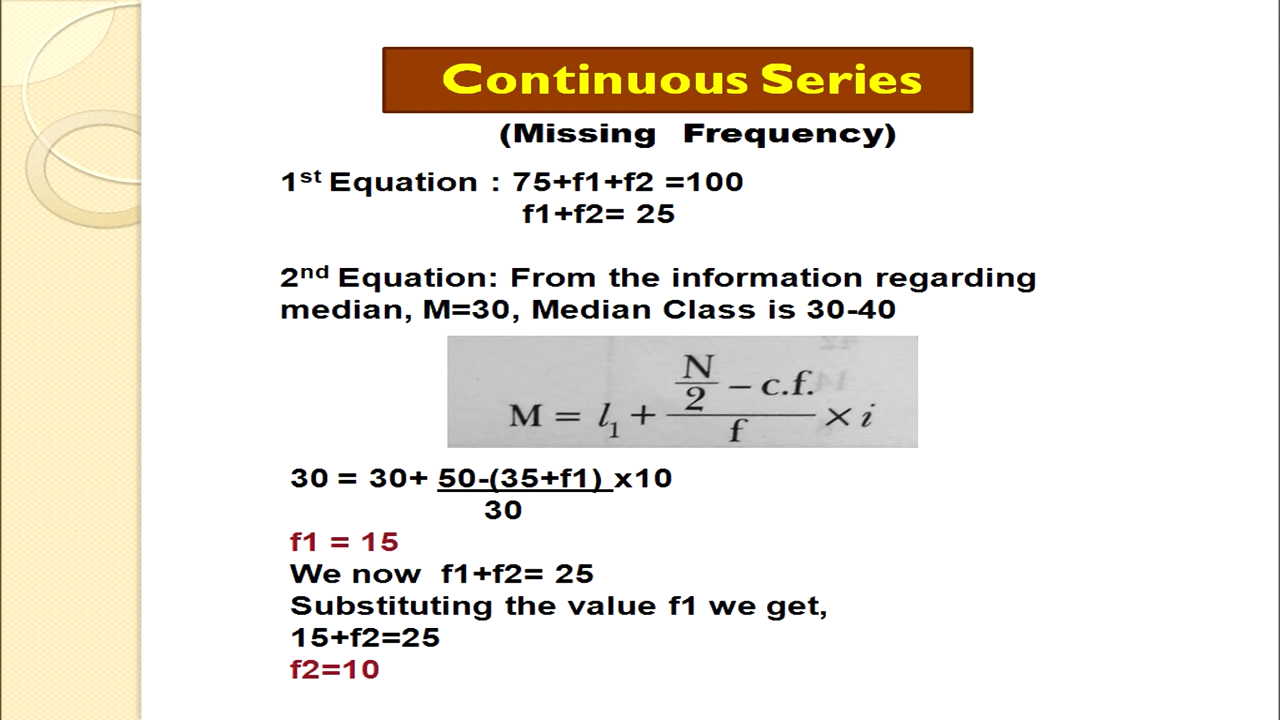 Continuous Series
(Missing Frequency)
1st Equation : 75+f1+f2 =100
f1+f2= 25
2nd Equation: From the information regarding
median, M=30, Median Class is 30-40
M = l₁ + (N/2 − c.f.)/f × i
30 = 30+ 50-(35+f1) x10
30
f1 = 15
We now f1+f2= 25
Substituting the value f1 we get,
15+f2=25
f2=10